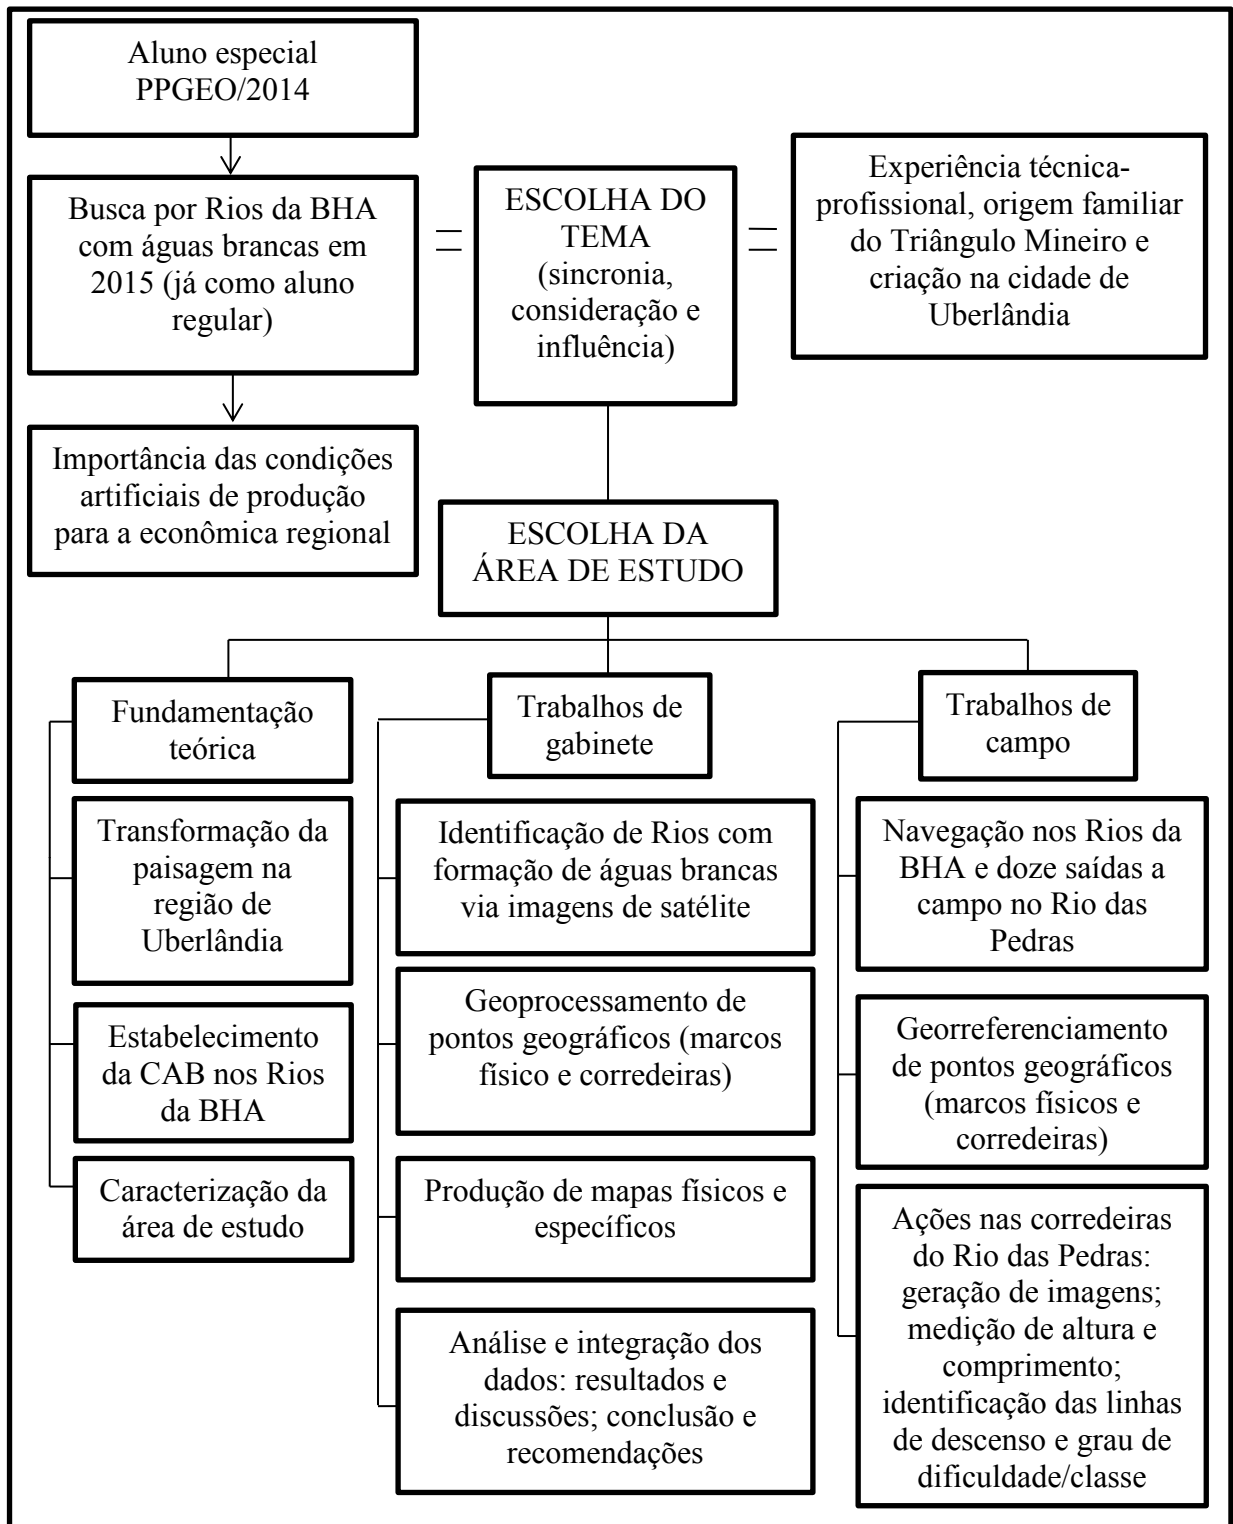 Aluno especial
PPGEO/2014
Busca por Rios da BHA
com águas brancas em
2015 (já como aluno
regular)
Importância das condições
artificiais de produção
para a econômica regional
ESCOLHA DO
TEMA
(sincronia,
consideração e
influência)
Experiência técnica-
profissional, origem familiar
do Triângulo Mineiro e
criação na cidade de
Uberlândia
ESCOLHA DA
ÁREA DE ESTUDO
Fundamentação
teórica
Transformação da
paisagem na
região de
Uberlândia
Estabelecimento
da CAB nos Rios
da BHA
Caracterização da
área de estudo
Trabalhos de
gabinete
Identificação de Rios com
formação de águas brancas
via imagens de satélite
Geoprocessamento de
pontos geográficos (marcos
físico e corredeiras)
Produção de mapas físicos e
específicos
Análise e integração dos
dados: resultados e
discussões; conclusão e
recomendações
Trabalhos de
campo
Navegação nos Rios da
BHA e doze saídas a
campo no Rio das
Pedras
Georreferenciamento
de pontos geográficos
(marcos físicos e
corredeiras)
Ações nas corredeiras
do Rio das Pedras:
geração de imagens;
medição de altura e
comprimento;
identificação das linhas
de descenso e grau de
dificuldade/classe